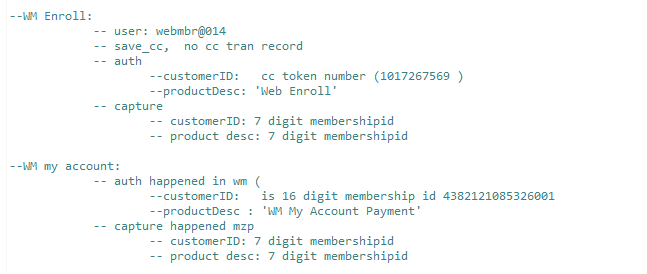 --WM Enroll:
-- user: webmbr@014
-- save_cc,  no cc tran record
-- auth
--customerID:   cc token number (1017267569 )
--productDesc: 'Web Enroll'
-- capture
-- customerID: 7 digit membershipid
-- product desc: 7 digit membershipid
--WM my account:
-- auth happened in wm (
--customerID:   is 16 digit membership id 4382121085326001
--productDesc : 'WM My Account Payment'
-- capture happened mzp
-- customerID: 7 digit membershipid
-- product desc: 7 digit membershipid